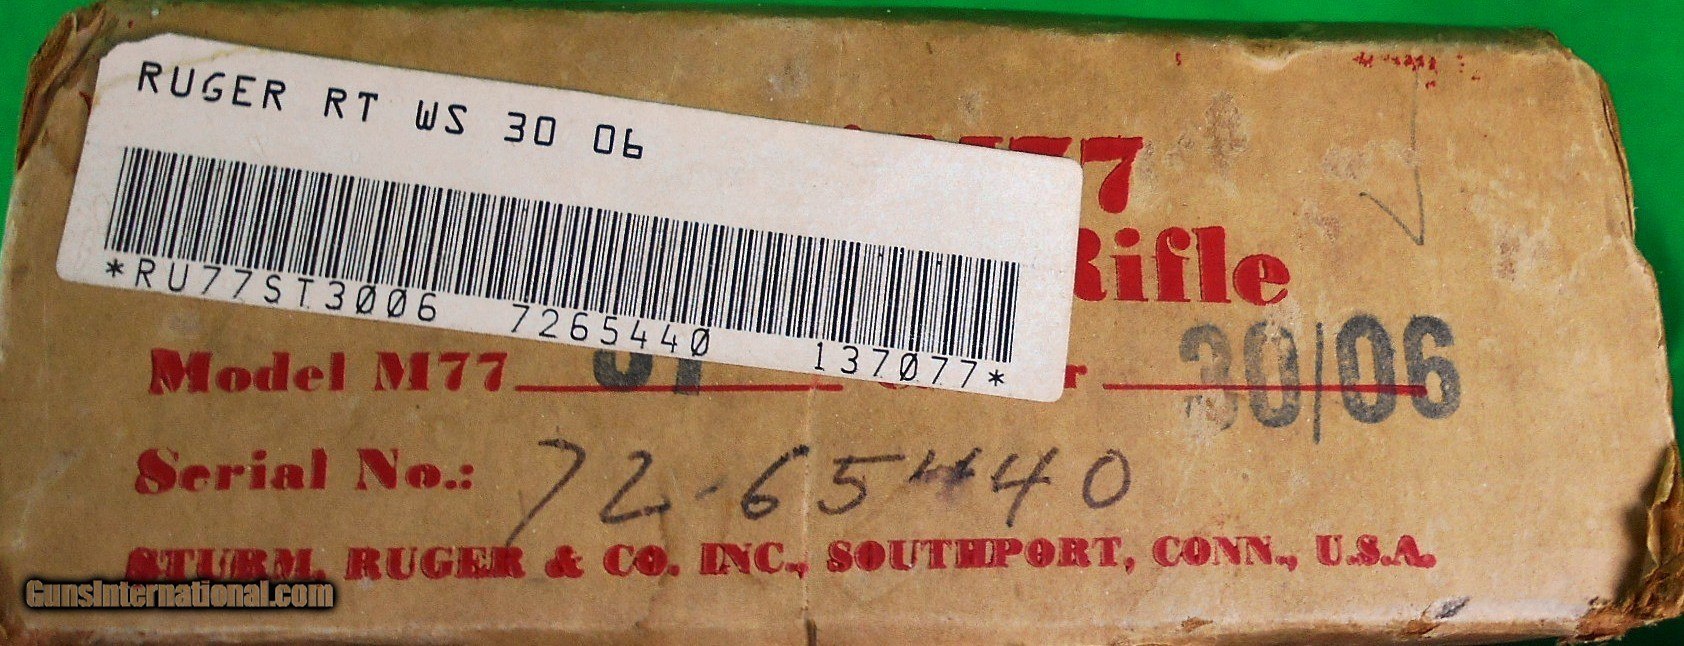 RUGER RT WS 30 06
M77
Rifle
*RU77ST3006 7265440 137077*
Model M77 30/06
Serial No.: 72-65440
STURM, RUGER & CO. INC., SOUTHPORT, CONN., U.S.A.
GunsInternational.com